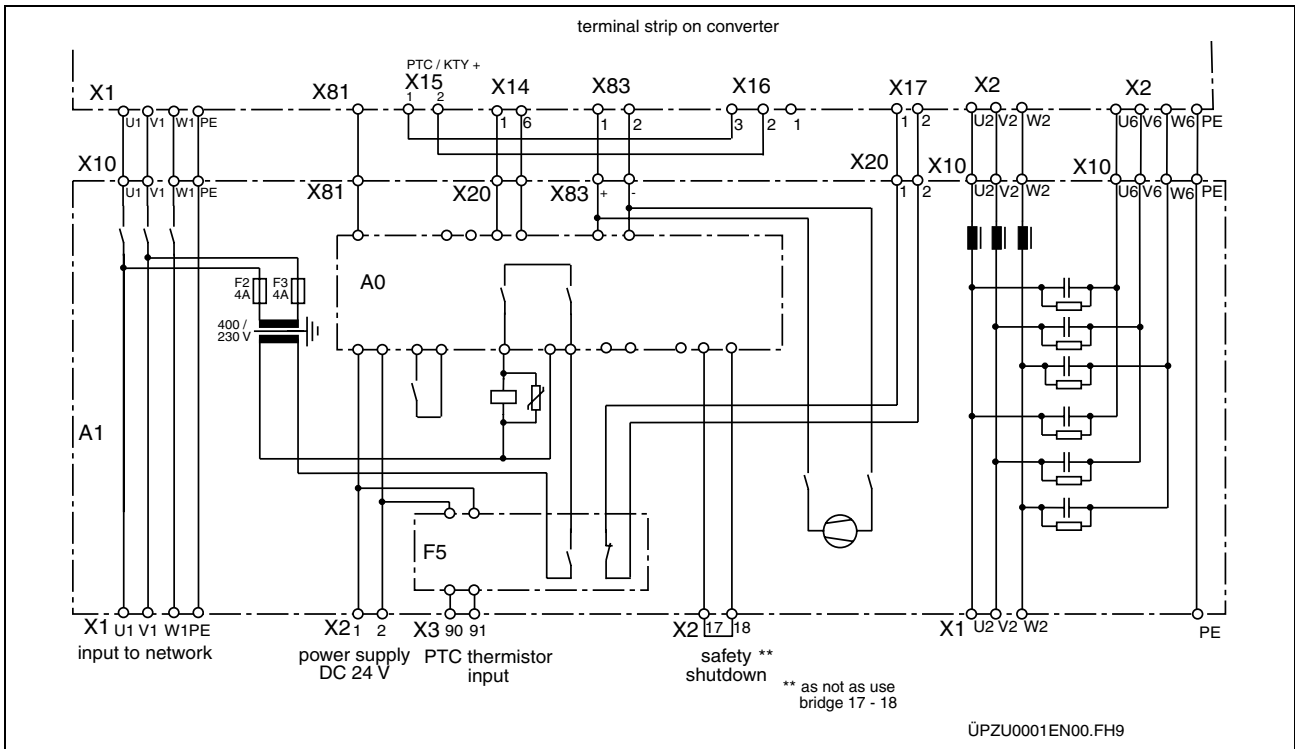 terminal strip on converter
PTC / KTY +
X1 X81 X15 X14 X83 X16 X17 X2 X2
1 2
U1 V1 W1 PE 1 6 1 2 3 2 1 1 2 U2 V2 W2 U6 V6 W6 PE
X10 X81 X20 X83 X20 X10 X10
U1 V1 W1 PE + - 1 2 U2 V2 W2 U6 V6 W6 PE
F2 F3
4A 4A
A0
400 /
230 V
A1
F5
X1 U1 V1 W1 PE X2 1 2 X3 90 91 X2 17 18 X1 U2 V2 W2 PE
input to network
power supply
DC 24 V
PTC thermistor
input
safety **
shutdown
** as not as use
bridge 17 - 18
ÜPZU0001EN00.FH9